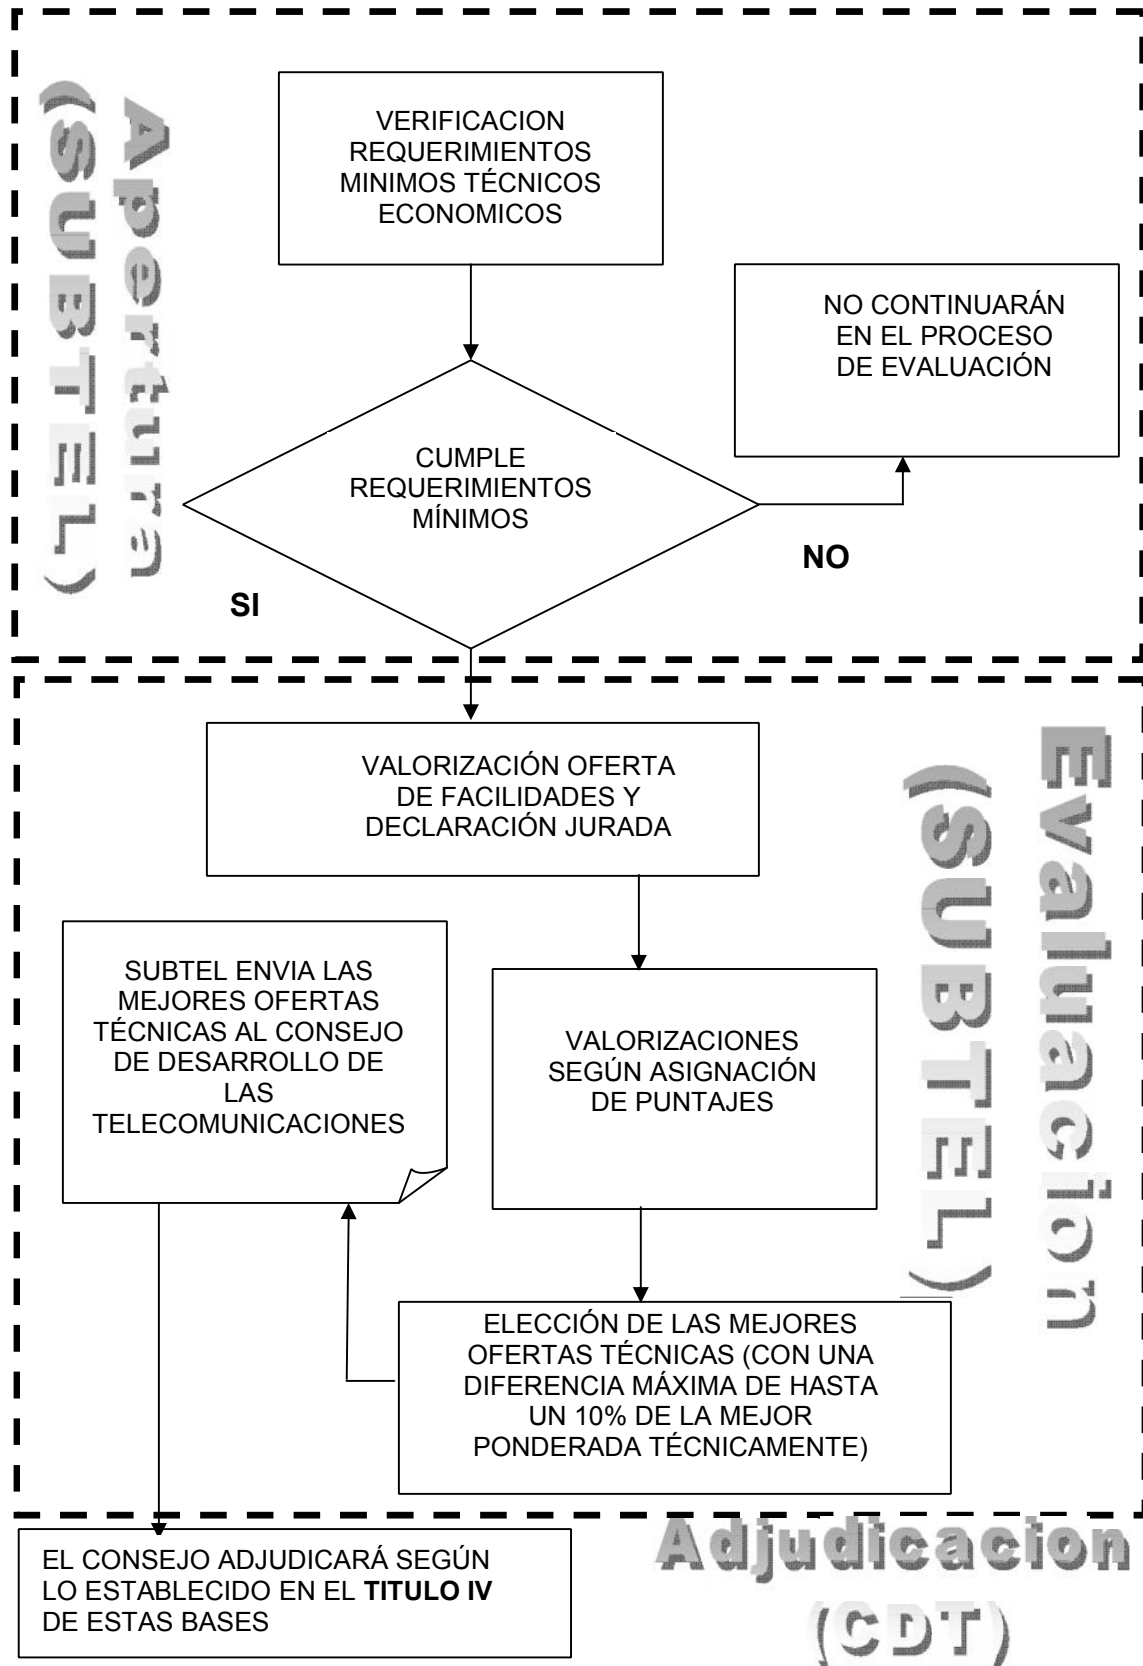 Apertura
(SUBTEL)
VERIFICACION
REQUERIMIENTOS
MINIMOS TÉCNICOS
ECONOMICOS
NO CONTINUARÁN
EN EL PROCESO
DE EVALUACIÓN
CUMPLE
REQUERIMIENTOS
MÍNIMOS
NO
SI
Evaluacion
(SUBTEL)
VALORIZACIÓN OFERTA
DE FACILIDADES Y
DECLARACIÓN JURADA
SUBTEL ENVIA LAS
MEJORES OFERTAS
TÉCNICAS AL CONSEJO
DE DESARROLLO DE
LAS
TELECOMUNICACIONES
VALORIZACIONES
SEGÚN ASIGNACIÓN
DE PUNTAJES
ELECCIÓN DE LAS MEJORES
OFERTAS TÉCNICAS (CON UNA
DIFERENCIA MÁXIMA DE HASTA
UN 10% DE LA MEJOR
PONDERADA TÉCNICAMENTE)
EL CONSEJO ADJUDICARÁ SEGÚN
LO ESTABLECIDO EN EL TITULO IV
DE ESTAS BASES
Adjudicacion
(CDT)